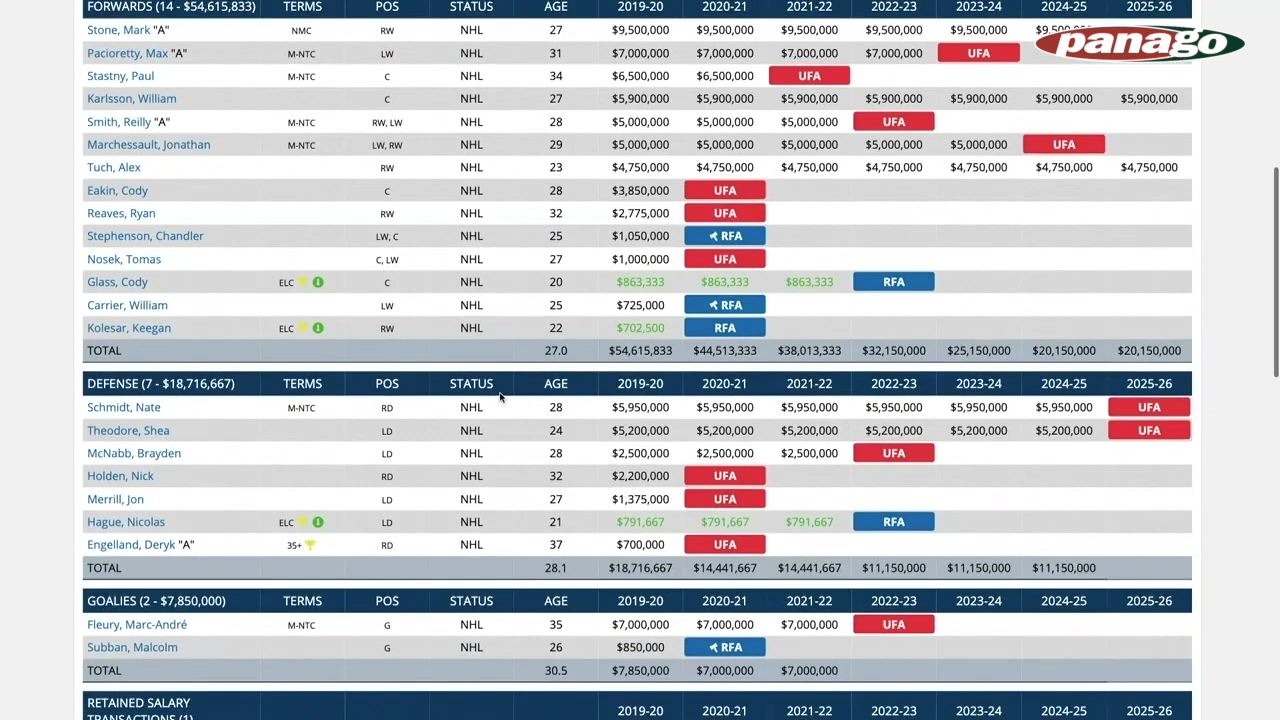 FORWARDS (14 - $54,615,833) TERMS POS STATUS AGE 2019-20 2020-21 2021-22 2022-23 2023-24 2024-25 2025-26
Stone, Mark "A" NMC RW NHL 27 $9,500,000 $9,500,000 $9,500,000 $9,500,000 $9,500,000
Pacioretty, Max "A" M-NTC LW NHL 31 $7,000,000 $7,000,000 $7,000,000 $7,000,000 UFA
panago
Stastny, Paul M-NTC C NHL 34 $6,500,000 $6,500,000 UFA
Karlsson, William C NHL 27 $5,900,000 $5,900,000 $5,900,000 $5,900,000 $5,900,000 $5,900,000 $5,900,000
Smith, Reilly "A" M-NTC RW, LW NHL 28 $5,000,000 $5,000,000 $5,000,000 UFA
Marchessault, Jonathan M-NTC LW, RW NHL 29 $5,000,000 $5,000,000 $5,000,000 $5,000,000 $5,000,000 UFA
Tuch, Alex RW NHL 23 $4,750,000 $4,750,000 $4,750,000 $4,750,000 $4,750,000 $4,750,000 $4,750,000
Eakin, Cody C NHL 28 $3,850,000 UFA
Reaves, Ryan RW NHL 32 $2,775,000 UFA
Stephenson, Chandler LW, C NHL 25 $1,050,000 RFA
Nosek, Tomas C, LW NHL 27 $1,000,000 UFA
Glass, Cody ELC C NHL 20 $863,333 $863,333 $863,333 RFA
Carrier, William LW NHL 25 $725,000 RFA
Kolesar, Keegan ELC RW NHL 22 $702,500 RFA
TOTAL 27.0 $54,615,833 $44,513,333 $38,013,333 $32,150,000 $25,150,000 $20,150,000 $20,150,000
DEFENSE (7 - $18,716,667) TERMS POS STATUS AGE 2019-20 2020-21 2021-22 2022-23 2023-24 2024-25 2025-26
Schmidt, Nate M-NTC RD NHL 28 $5,950,000 $5,950,000 $5,950,000 $5,950,000 $5,950,000 $5,950,000 UFA
Theodore, Shea LD NHL 24 $5,200,000 $5,200,000 $5,200,000 $5,200,000 $5,200,000 $5,200,000 UFA
McNabb, Brayden LD NHL 28 $2,500,000 $2,500,000 $2,500,000 UFA
Holden, Nick RD NHL 32 $2,200,000 UFA
Merrill, Jon LD NHL 27 $1,375,000 UFA
Hague, Nicolas ELC LD NHL 21 $791,667 $791,667 $791,667 RFA
Engelland, Deryk "A" 35+ RD NHL 37 $700,000 UFA
TOTAL 28.1 $18,716,667 $14,441,667 $14,441,667 $11,150,000 $11,150,000 $11,150,000
GOALIES (2 - $7,850,000) TERMS POS STATUS AGE 2019-20 2020-21 2021-22 2022-23 2023-24 2024-25 2025-26
Fleury, Marc-André M-NTC G NHL 35 $7,000,000 $7,000,000 $7,000,000 UFA
Subban, Malcolm G NHL 26 $850,000 RFA
TOTAL 30.5 $7,850,000 $7,000,000 $7,000,000
RETAINED SALARY
TRANSACTIONS (1) 2019-20 2020-21 2021-22 2022-23 2023-24 2024-25 2025-26